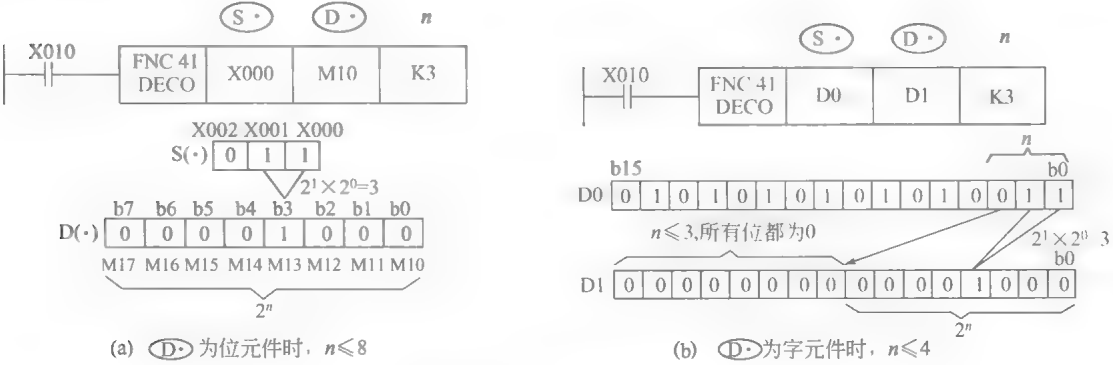 S· D· n
X010
FNC 41 DECO X000 M10 K3
X002 X001 X000
S(·) 0 1 1
2¹×2⁰=3
b7 b6 b5 b4 b3 b2 b1 b0
D(·) 0 0 0 0 1 0 0 0
M17 M16 M15 M14 M13 M12 M11 M10
2ⁿ
(a) D· 为位元件时，n≤8
S· D· n
X010
FNC 41 DECO D0 D1 K3
n
b15 b0
D0 0 1 0 1 0 1 0 1 0 1 0 1 0 0 1 1
n≤3,所有位都为0
2¹×2⁰ 3
b0
D1 0 0 0 0 0 0 0 0 0 0 0 0 1 0 0 0
2ⁿ
(b) D· 为字元件时，n≤4